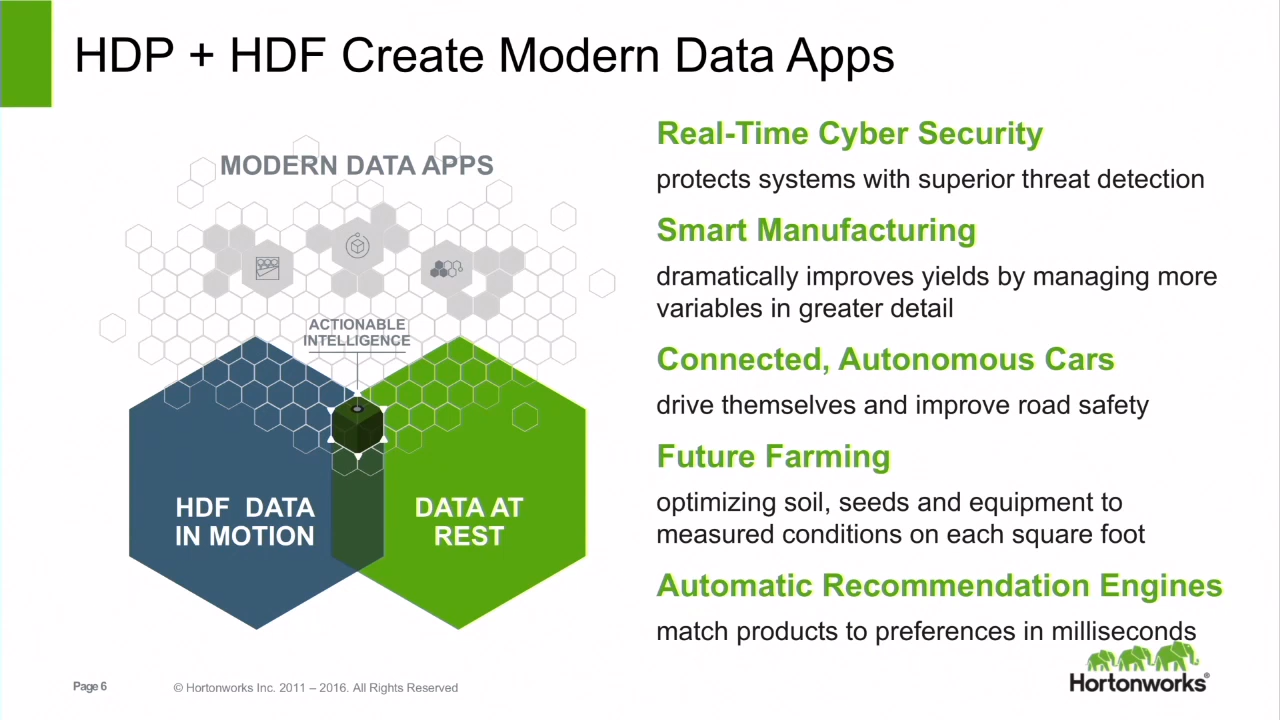 HDP + HDF Create Modern Data Apps
MODERN DATA APPS
ACTIONABLE
INTELLIGENCE
HDF DATA
IN MOTION
DATA AT
REST
Real-Time Cyber Security
protects systems with superior threat detection
Smart Manufacturing
dramatically improves yields by managing more
variables in greater detail
Connected, Autonomous Cars
drive themselves and improve road safety
Future Farming
optimizing soil, seeds and equipment to
measured conditions on each square foot
Automatic Recommendation Engines
match products to preferences in milliseconds
Page 6
© Hortonworks Inc. 2011 – 2016. All Rights Reserved
Hortonworks®